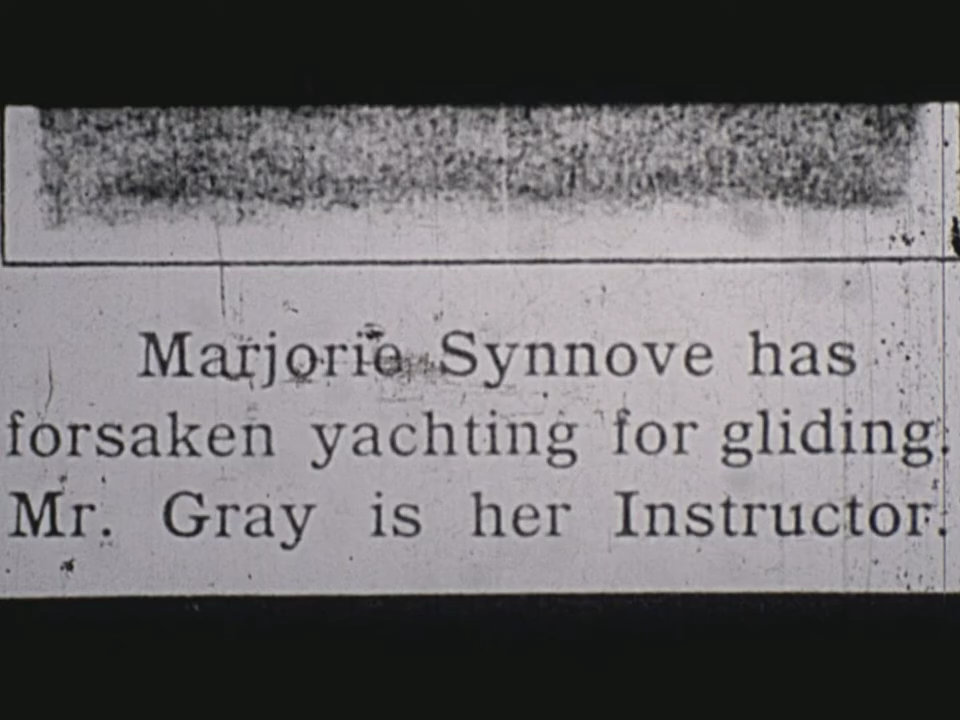 Marjorie Synnove has
forsaken yachting for gliding.
Mr. Gray is her Instructor.